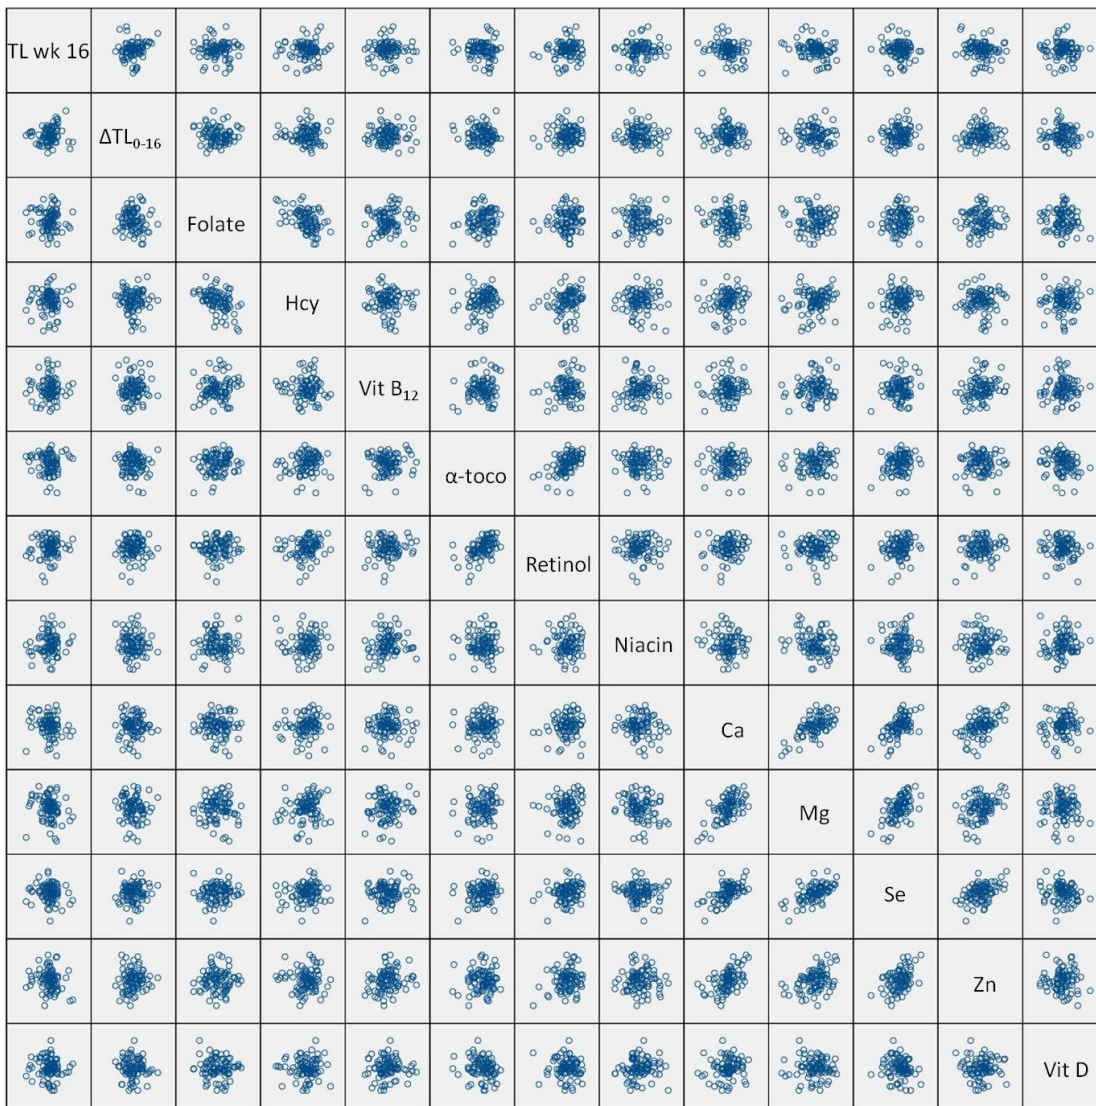 TL wk 16
ΔTL₀₋₁₆
Folate
Hcy
Vit B₁₂
α-toco
Retinol
Niacin
Ca
Mg
Se
Zn
Vit D